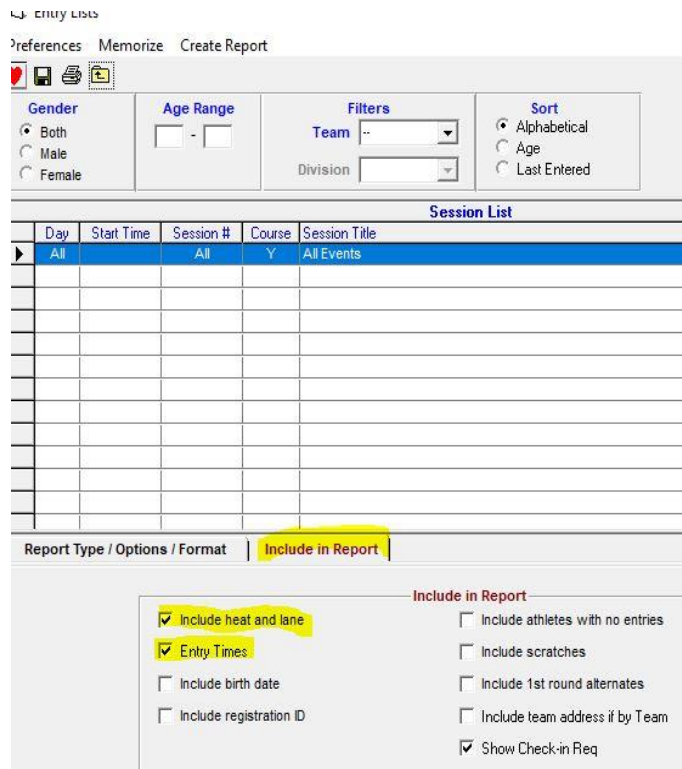 Entry Lists
Preferences Memorize Create Report
Gender
Both
Male
Female
Age Range
-
Filters
Team --
Division
Sort
Alphabetical
Age
Last Entered
Session List
Day Start Time Session # Course Session Title
All All Y All Events
Report Type / Options / Format Include in Report
Include in Report
Include heat and lane Include athletes with no entries
Entry Times Include scratches
Include birth date Include 1st round alternates
Include registration ID Include team address if by Team
Show Check-in Req